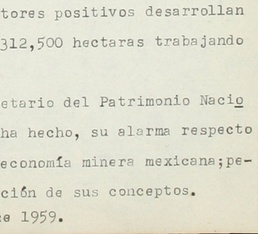 tores positivos desarrollan
312,500 hectaras trabajando
etario del Patrimonio Nacio
ha hecho, su alarma respecto
economía minera mexicana;pe-
ción de sus conceptos.
1959.